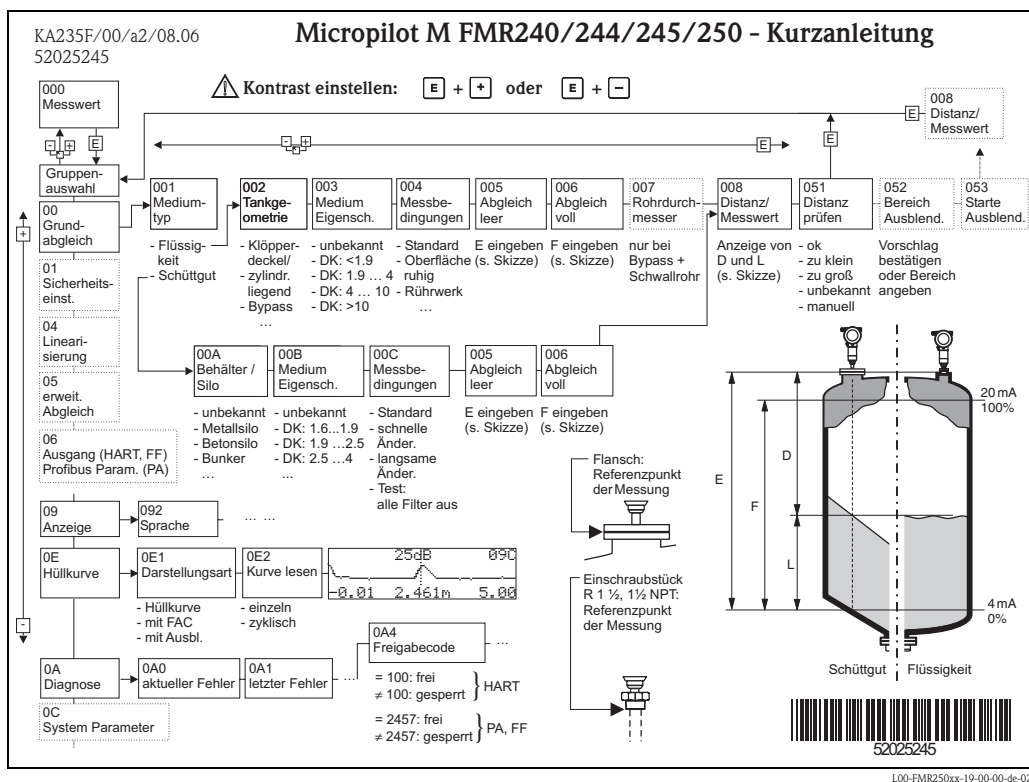 KA235F/00/a2/08.06
52025245
Micropilot M FMR240/244/245/250 - Kurzanleitung
Kontrast einstellen: E + + oder E + −
000
Messwert
- + E
Gruppen-
auswahl
008
Distanz/
Messwert
E
- + E
E
+
00
Grund-
abgleich
001
Medium-
typ
- Flüssig-
keit
- Schüttgut
002
Tankge-
ometrie
- Klöpper-
deckel/
- zylindr.
liegend
- Bypass
...
003
Medium
Eigensch.
- unbekannt
- DK: <1.9
- DK: 1.9 ... 4
- DK: 4 ... 10
- DK: >10
004
Messbe-
dingungen
- Standard
- Oberfläche
ruhig
- Rührwerk
...
005
Abgleich
leer
E eingeben
(s. Skizze)
006
Abgleich
voll
F eingeben
(s. Skizze)
007
Rohrdurch-
messer
nur bei
Bypass +
Schwallrohr
008
Distanz/
Messwert
Anzeige von
D und L
(s. Skizze)
051
Distanz
prüfen
- ok
- zu klein
- zu groß
- unbekannt
- manuell
052
Bereich
Ausblend.
Vorschlag
bestätigen
oder Bereich
angeben
053
Starte
Ausblend.
01
Sicherheits-
einst.
04
Lineari-
sierung
05
erweit.
Abgleich
06
Ausgang (HART, FF)
Profibus Param. (PA)
00A
Behälter /
Silo
- unbekannt
- Metallsilo
- Betonsilo
- Bunker
...
00B
Medium
Eigensch.
- unbekannt
- DK: 1.6...1.9
- DK: 1.9 ...2.5
- DK: 2.5 ...4
...
00C
Messbe-
dingungen
- Standard
- schnelle
Änder.
- langsame
Änder.
- Test:
alle Filter aus
005
Abgleich
leer
E eingeben
(s. Skizze)
006
Abgleich
voll
F eingeben
(s. Skizze)
09
Anzeige
092
Sprache
... ...
0E
Hüllkurve
0E1
Darstellungsart
- Hüllkurve
- mit FAC
- mit Ausbl.
0E2
Kurve lesen
- einzeln
- zyklisch
25dB 09C
-0.01 2.461m 5.00
-
0A
Diagnose
0A0
aktueller Fehler
0A1
letzter Fehler
...
0A4
Freigabecode
...
= 100: frei
≠ 100: gesperrt
HART
= 2457: frei
≠ 2457: gesperrt
PA, FF
0C
System Parameter
Flansch:
Referenzpunkt
der Messung
Einschraubstück
R 1 ½, 1½ NPT:
Referenzpunkt
der Messung
20 mA
100%
D
E
F
L
4 mA
0%
Schüttgut
Flüssigkeit
52025245
L00-FMR250xx-19-00-00-de-02